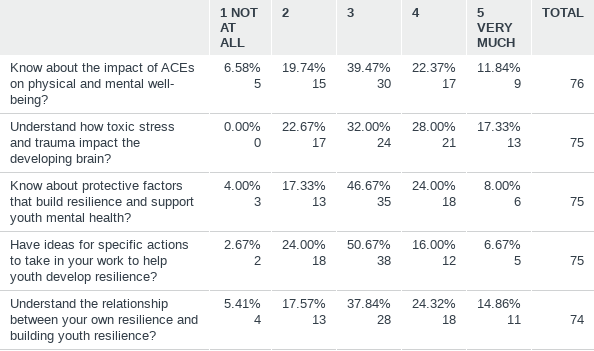 1 NOT AT ALL 2 3 4 5 VERY MUCH TOTAL
Know about the impact of ACEs 6.58% 19.74% 39.47% 22.37% 11.84%
on physical and mental well- 5 15 30 17 9 76
being?
Understand how toxic stress 0.00% 22.67% 32.00% 28.00% 17.33%
and trauma impact the 0 17 24 21 13 75
developing brain?
Know about protective factors 4.00% 17.33% 46.67% 24.00% 8.00%
that build resilience and support 3 13 35 18 6 75
youth mental health?
Have ideas for specific actions 2.67% 24.00% 50.67% 16.00% 6.67%
to take in your work to help 2 18 38 12 5 75
youth develop resilience?
Understand the relationship 5.41% 17.57% 37.84% 24.32% 14.86%
between your own resilience and 4 13 28 18 11 74
building youth resilience?